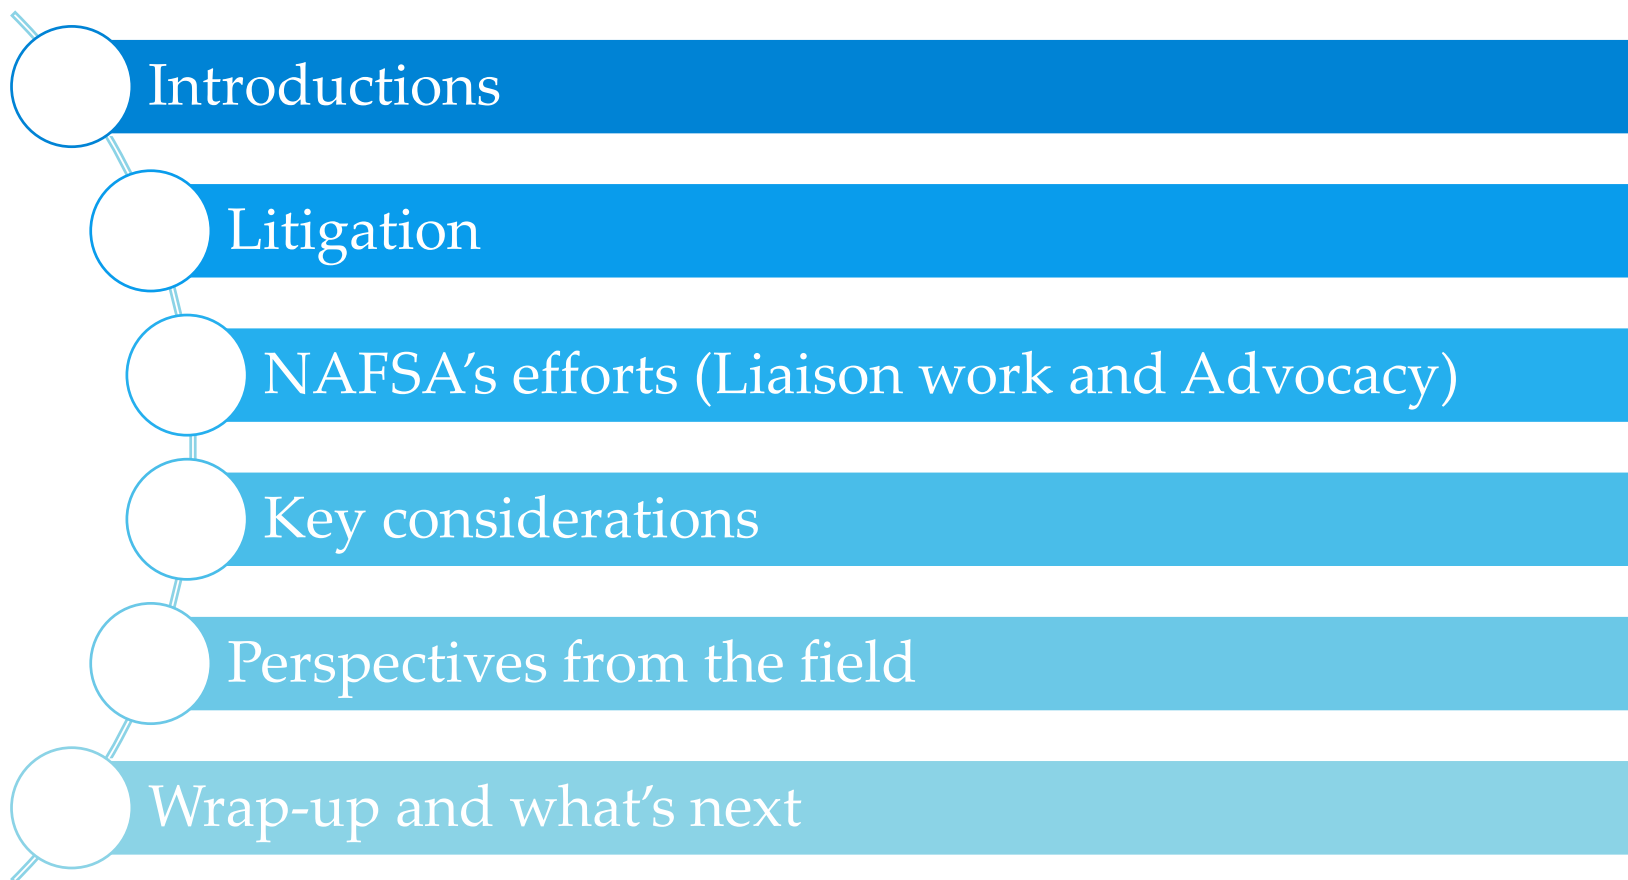 Introductions
Litigation
NAFSA’s efforts (Liaison work and Advocacy)
Key considerations
Perspectives from the field
Wrap-up and what’s next